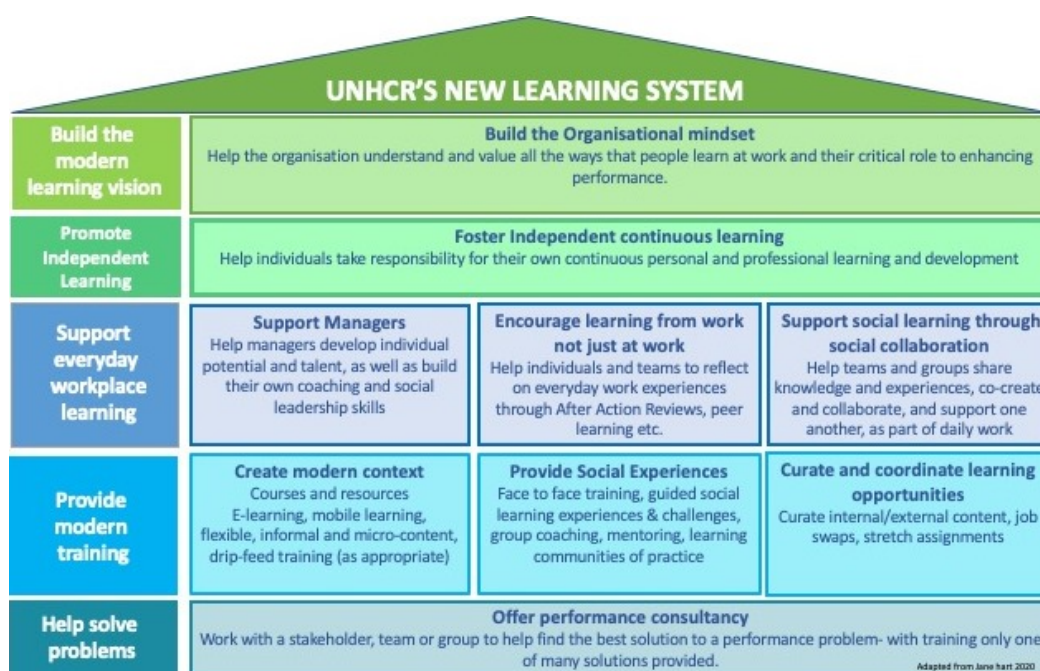 UNHCR'S NEW LEARNING SYSTEM
Build the
modern
learning vision
Build the Organisational mindset
Help the organisation understand and value all the ways that people learn at work and their critical role to enhancing
performance.
Promote
Independent
Learning
Foster Independent continuous learning
Help individuals take responsibility for their own continuous personal and professional learning and development
Support
everyday
workplace
learning
Support Managers
Help managers develop individual
potential and talent, as well as build
their own coaching and social
leadership skills
Encourage learning from work
not just at work
Help individuals and teams to reflect
on everyday work experiences
through After Action Reviews, peer
learning etc.
Support social learning through
social collaboration
Help teams and groups share
knowledge and experiences, co-create
and collaborate, and support one
another, as part of daily work
Provide
modern
training
Create modern context
Courses and resources
E-learning, mobile learning,
flexible, informal and micro-content,
drip-feed training (as appropriate)
Provide Social Experiences
Face to face training, guided social
learning experiences & challenges,
group coaching, mentoring, learning
communities of practice
Curate and coordinate learning
opportunities
Curate internal/external content, job
swaps, stretch assignments
Help solve
problems
Offer performance consultancy
Work with a stakeholder, team or group to help find the best solution to a performance problem- with training only one
of many solutions provided.
Adapted from Jane hart 2020